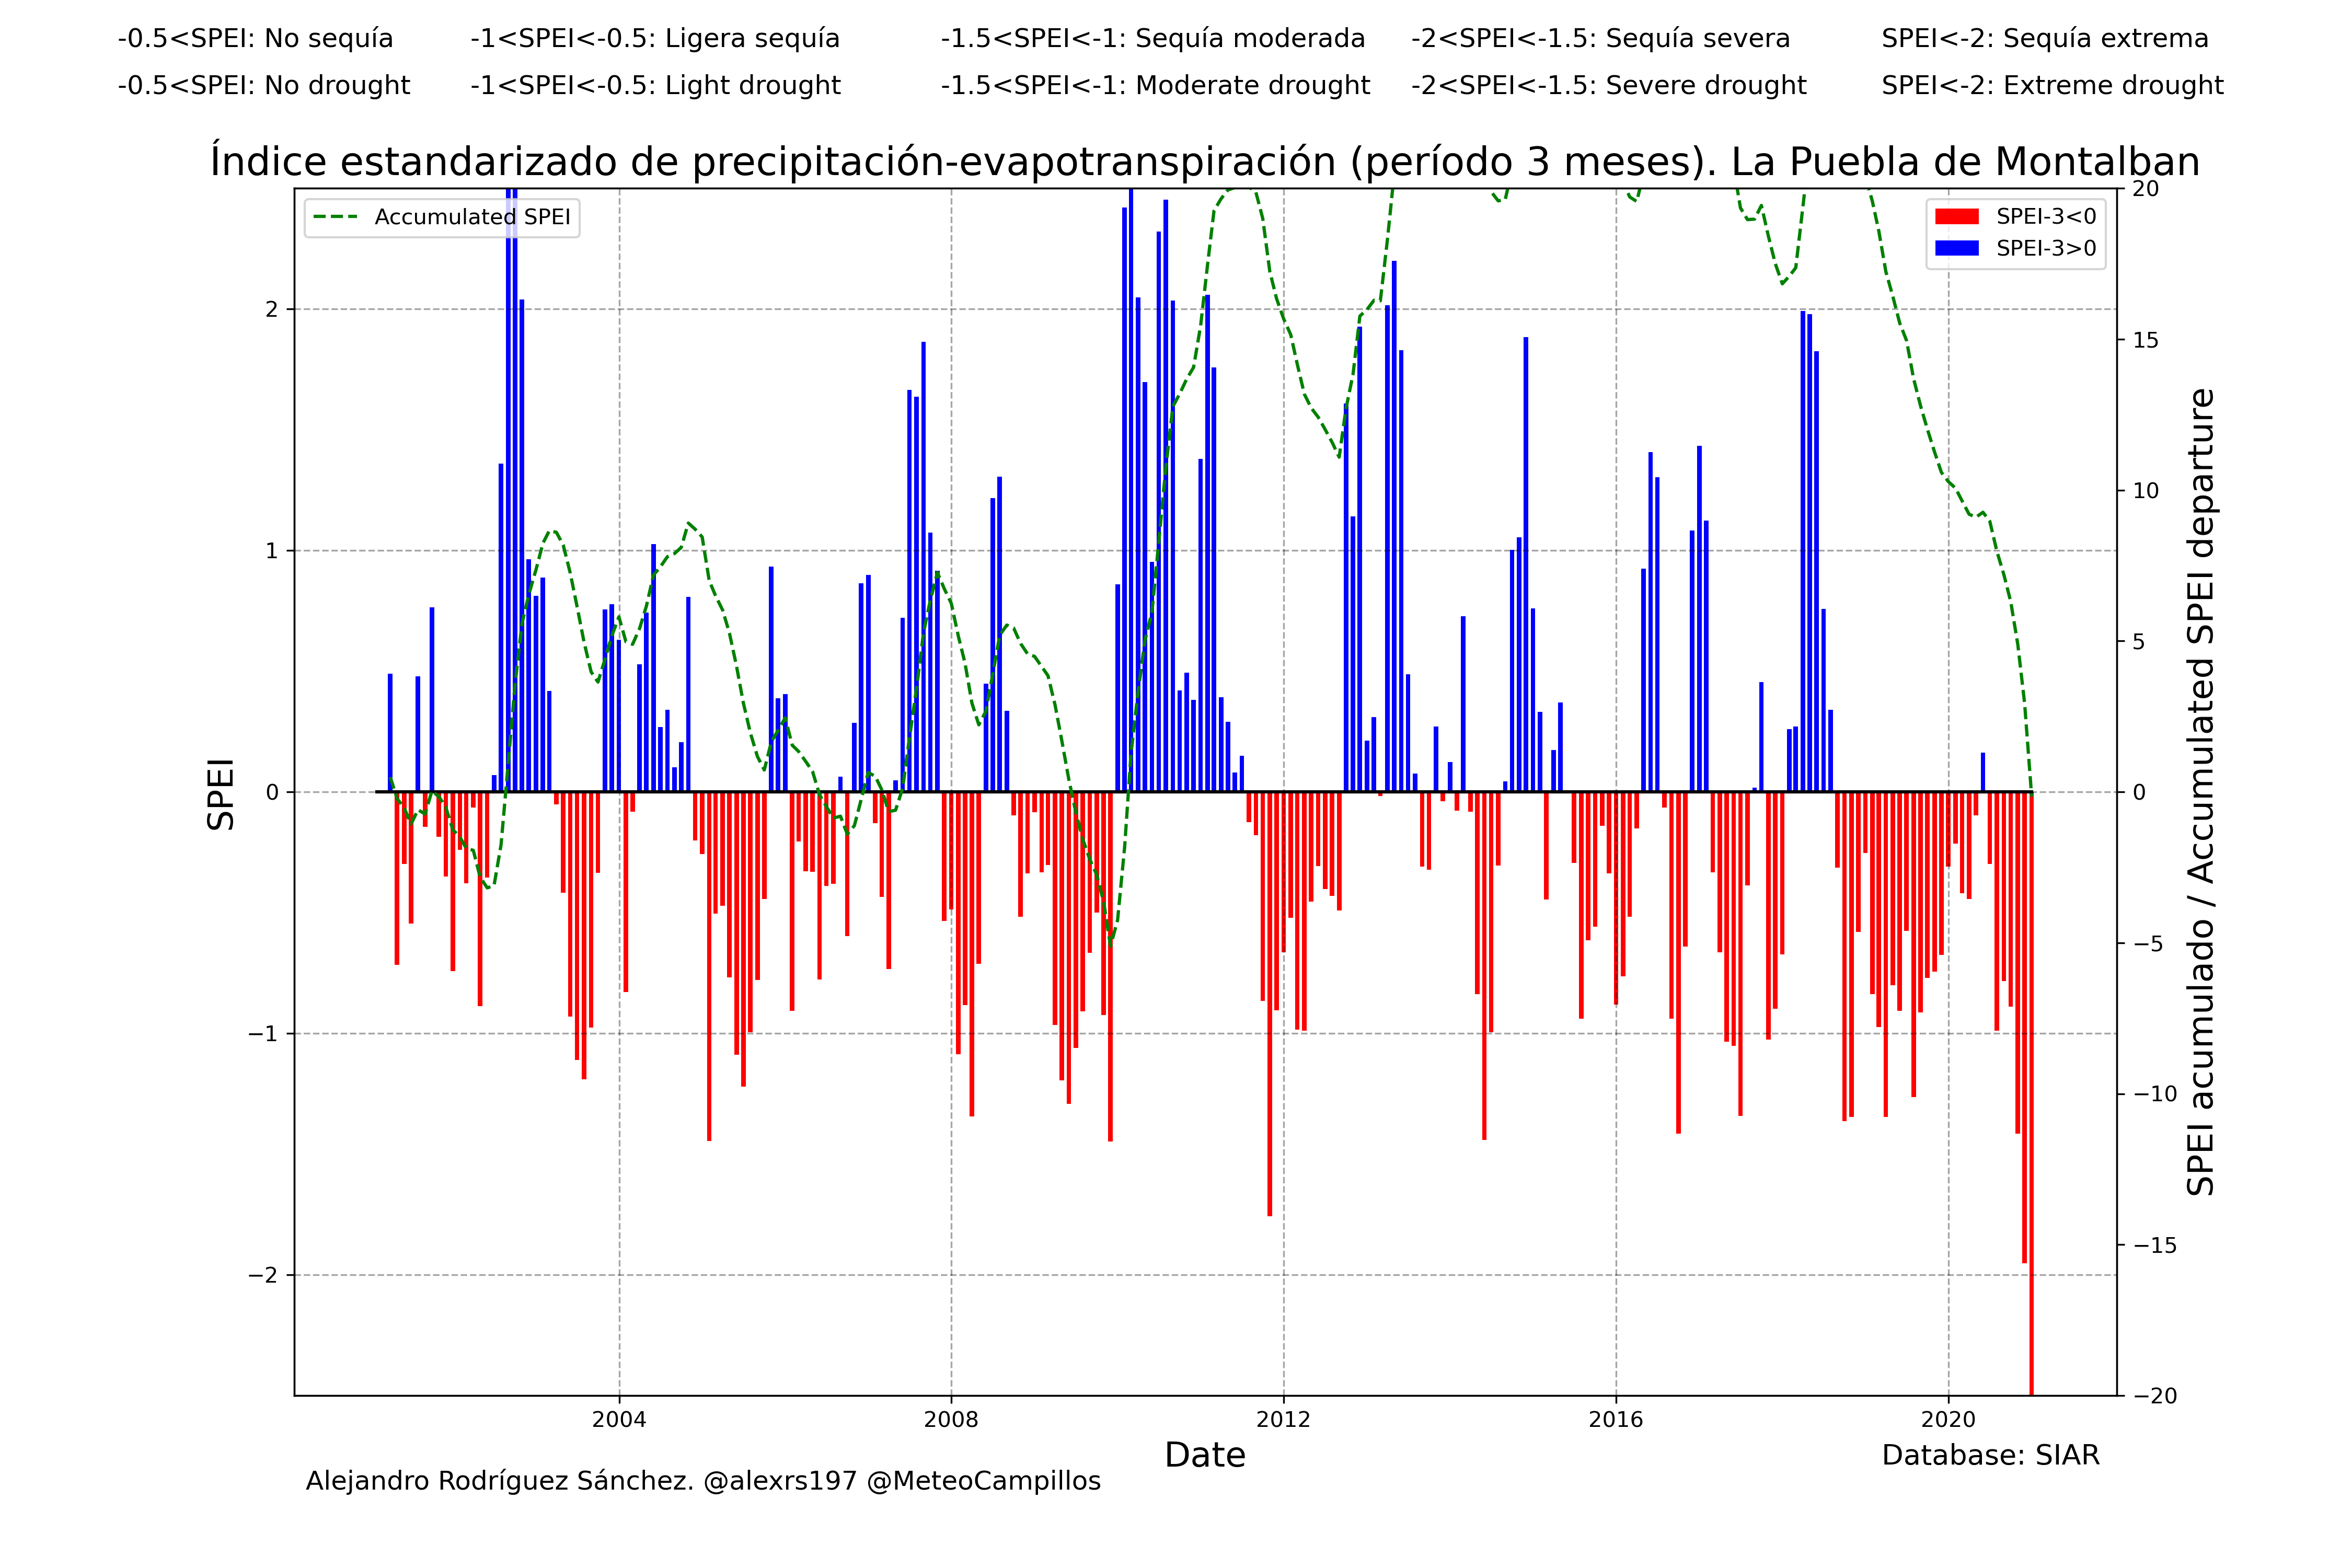 -0.5<SPEI: No sequía -1<SPEI<-0.5: Ligera sequía -1.5<SPEI<-1: Sequía moderada -2<SPEI<-1.5: Sequía severa SPEI<-2: Sequía extrema
-0.5<SPEI: No drought -1<SPEI<-0.5: Light drought -1.5<SPEI<-1: Moderate drought -2<SPEI<-1.5: Severe drought SPEI<-2: Extreme drought
Índice estandarizado de precipitación-evapotranspiración (período 3 meses). La Puebla de Montalban
Accumulated SPEI
SPEI-3<0
SPEI-3>0
SPEI
2
1
0
−1
−2
20
15
10
5
0
−5
−10
−15
−20
SPEI acumulado / Accumulated SPEI departure
2004 2008 2012 2016 2020
Date
Database: SIAR
Alejandro Rodríguez Sánchez. @alexrs197 @MeteoCampillos